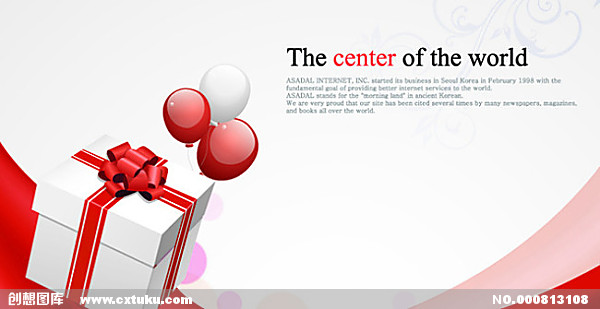 The center of the world
ASADAL INTERNET, INC. started its business in Seoul Korea in February 1998 with the
fundamental goal of providing better internet services to the world.
ASADAL stands for the "morning land" in ancient Korean.
We are very proud that our site has been cited several times by many newspapers, magazines,
and books all over the world.
创想图库 www.cxtuku.com NO.000813108